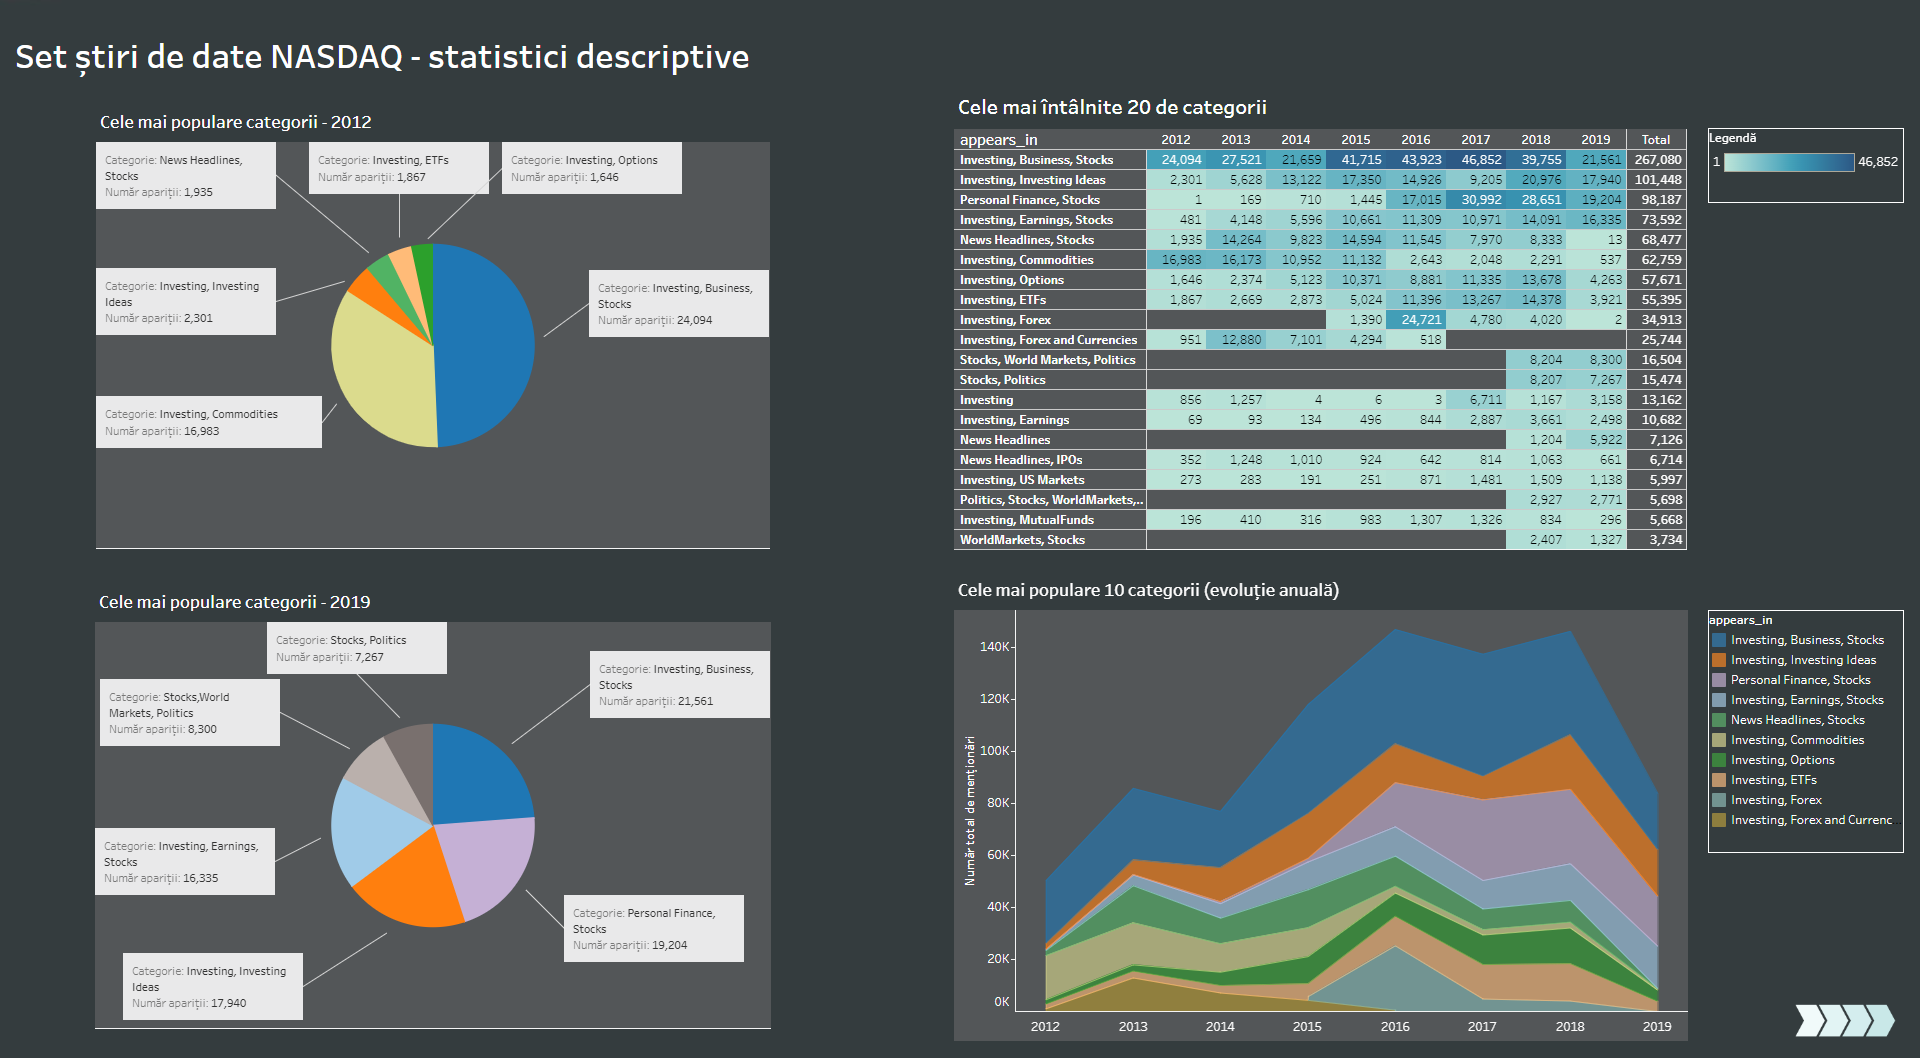 Set știri de date NASDAQ - statistici descriptive
Cele mai populare categorii - 2012
Categorie: News Headlines,
Stocks
Număr apariții: 1,935
Categorie: Investing, ETFs
Număr apariții: 1,867
Categorie: Investing, Options
Număr apariții: 1,646
Categorie: Investing, Investing
Ideas
Număr apariții: 2,301
Categorie: Investing, Business,
Stocks
Număr apariții: 24,094
Categorie: Investing, Commodities
Număr apariții: 16,983
Cele mai populare categorii - 2019
Categorie: Stocks, Politics
Număr apariții: 7,267
Categorie: Investing, Business,
Stocks
Număr apariții: 21,561
Categorie: Stocks,World
Markets, Politics
Număr apariții: 8,300
Categorie: Investing, Earnings,
Stocks
Număr apariții: 16,335
Categorie: Personal Finance,
Stocks
Număr apariții: 19,204
Categorie: Investing, Investing
Ideas
Număr apariții: 17,940
Cele mai întâlnite 20 de categorii
appears_in 2012 2013 2014 2015 2016 2017 2018 2019 Total
Investing, Business, Stocks 24,094 27,521 21,659 41,715 43,923 46,852 39,755 21,561 267,080
Investing, Investing Ideas 2,301 5,628 13,122 17,350 14,926 9,205 20,976 17,940 101,448
Personal Finance, Stocks 1 169 710 1,445 17,015 30,992 28,651 19,204 98,187
Investing, Earnings, Stocks 481 4,148 5,596 10,661 11,309 10,971 14,091 16,335 73,592
News Headlines, Stocks 1,935 14,264 9,823 14,594 11,545 7,970 8,333 13 68,477
Investing, Commodities 16,983 16,173 10,952 11,132 2,643 2,048 2,291 537 62,759
Investing, Options 1,646 2,374 5,123 10,371 8,881 11,335 13,678 4,263 57,671
Investing, ETFs 1,867 2,669 2,873 5,024 11,396 13,267 14,378 3,921 55,395
Investing, Forex 1,390 24,721 4,780 4,020 2 34,913
Investing, Forex and Currencies 951 12,880 7,101 4,294 518 25,744
Stocks, World Markets, Politics 8,204 8,300 16,504
Stocks, Politics 8,207 7,267 15,474
Investing 856 1,257 4 6 3 6,711 1,167 3,158 13,162
Investing, Earnings 69 93 134 496 844 2,887 3,661 2,498 10,682
News Headlines 1,204 5,922 7,126
News Headlines, IPOs 352 1,248 1,010 924 642 814 1,063 661 6,714
Investing, US Markets 273 283 191 251 871 1,481 1,509 1,138 5,997
Politics, Stocks, WorldMarkets,.. 2,927 2,771 5,698
Investing, MutualFunds 196 410 316 983 1,307 1,326 834 296 5,668
WorldMarkets, Stocks 2,407 1,327 3,734
Legendă
1 46,852
Cele mai populare 10 categorii (evoluție anuală)
Număr total de menționări
140K
120K
100K
80K
60K
40K
20K
0K
2012 2013 2014 2015 2016 2017 2018 2019
appears_in
Investing, Business, Stocks
Investing, Investing Ideas
Personal Finance, Stocks
Investing, Earnings, Stocks
News Headlines, Stocks
Investing, Commodities
Investing, Options
Investing, ETFs
Investing, Forex
Investing, Forex and Currenc